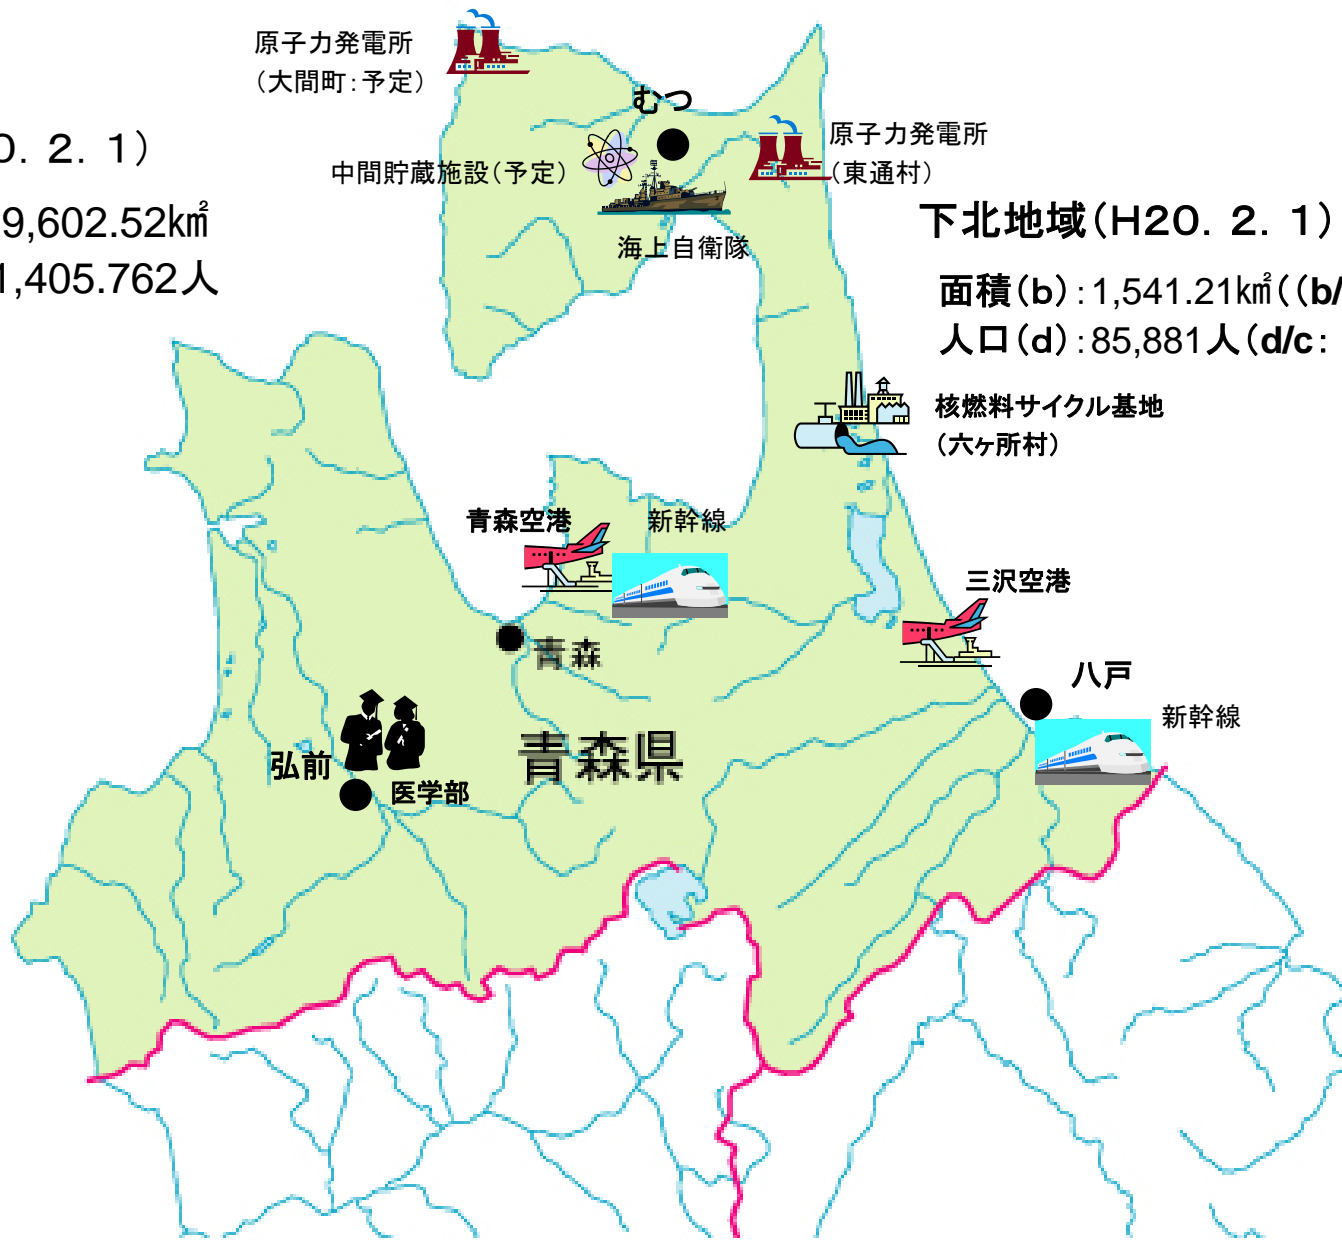 原子力発電所
（大間町：予定）
むつ
0．2．1）
原子力発電所
（東通村）
中間貯蔵施設（予定）
9,602.52k㎡
1,405.762人
海上自衛隊
下北地域（H20．2．1）
面積（b）：1,541.21k㎡（（b/
人口（d）：85,881人（d/c：
核燃料サイクル基地
（六ヶ所村）
青森空港
新幹線
三沢空港
青森
八戸
新幹線
青森県
弘前
医学部